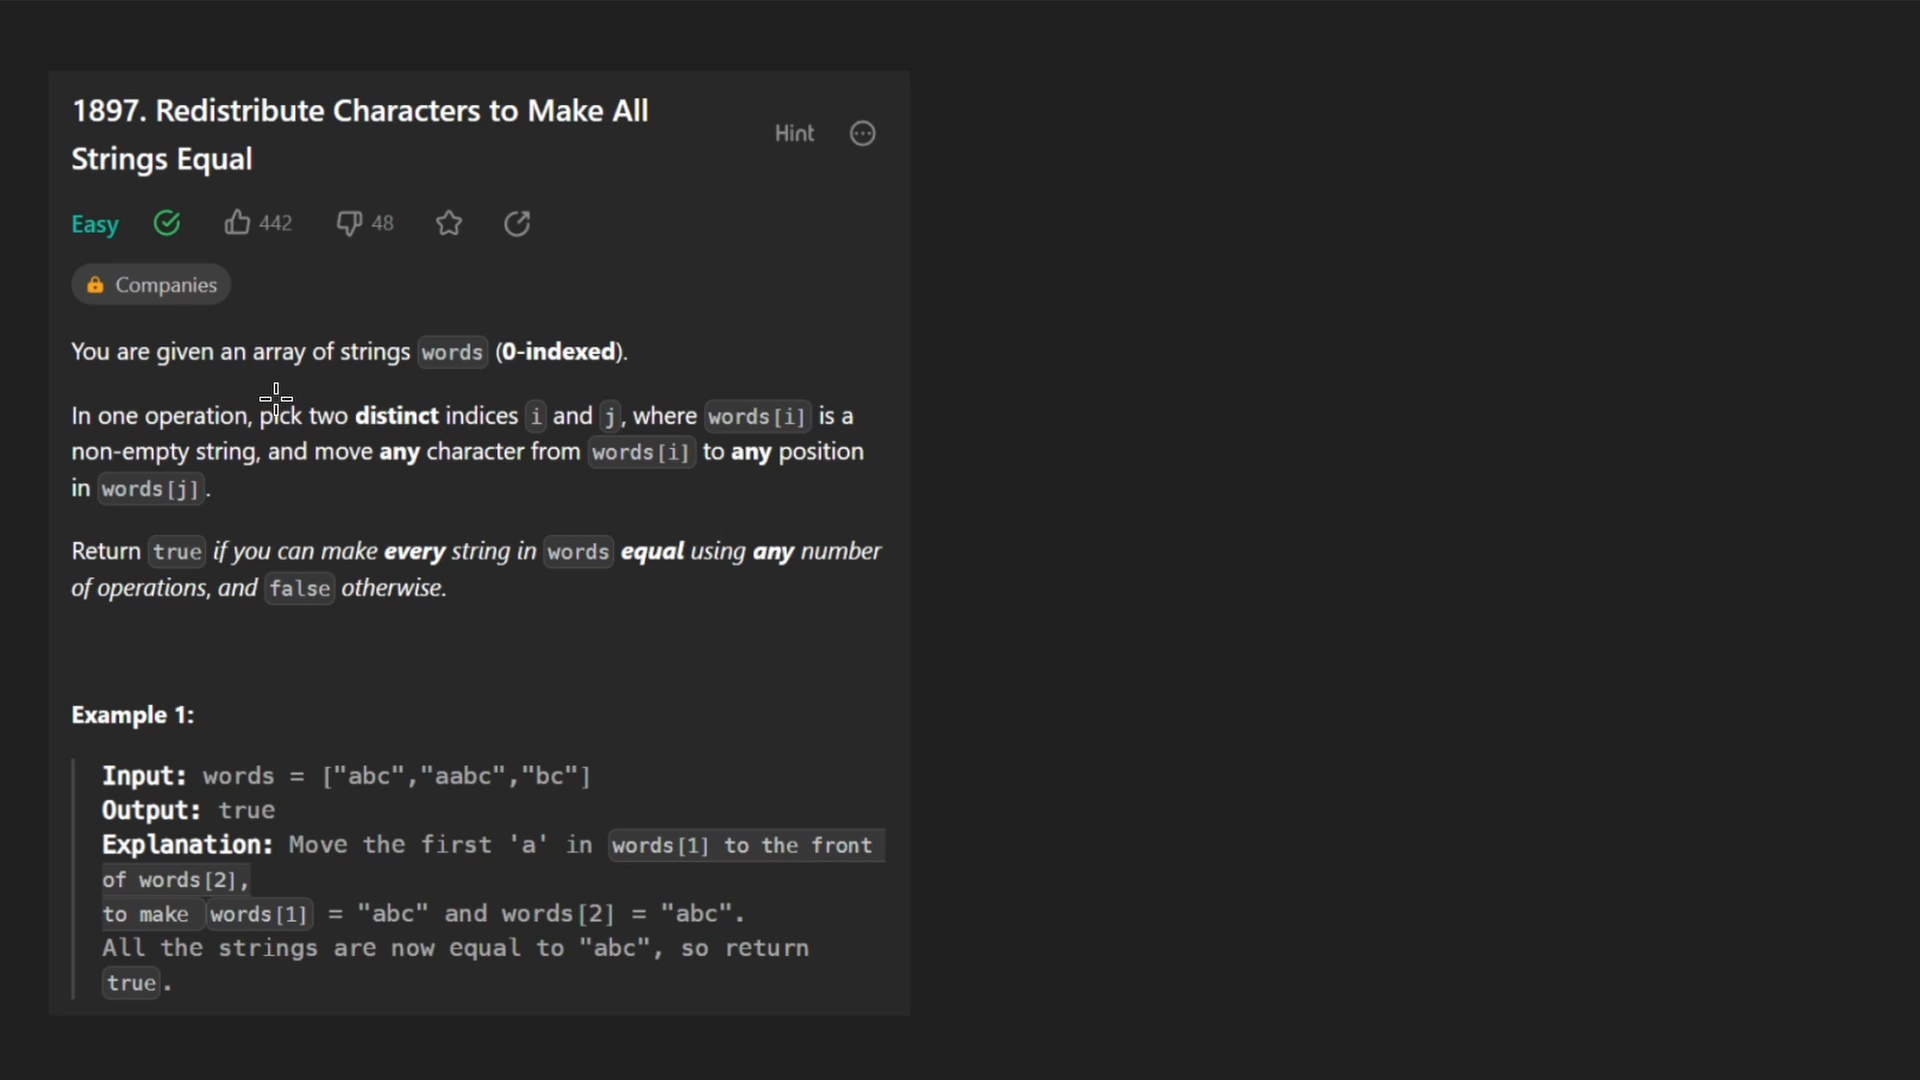 1897. Redistribute Characters to Make All
Strings Equal
Hint
Easy 442 48
Companies
You are given an array of strings words (0-indexed).
In one operation, pick two distinct indices i and j, where words[i] is a
non-empty string, and move any character from words[i] to any position
in words[j].
Return true if you can make every string in words equal using any number
of operations, and false otherwise.
Example 1:
Input: words = ["abc","aabc","bc"]
Output: true
Explanation: Move the first 'a' in words[1] to the front
of words[2],
to make words[1] = "abc" and words[2] = "abc".
All the strings are now equal to "abc", so return
true.